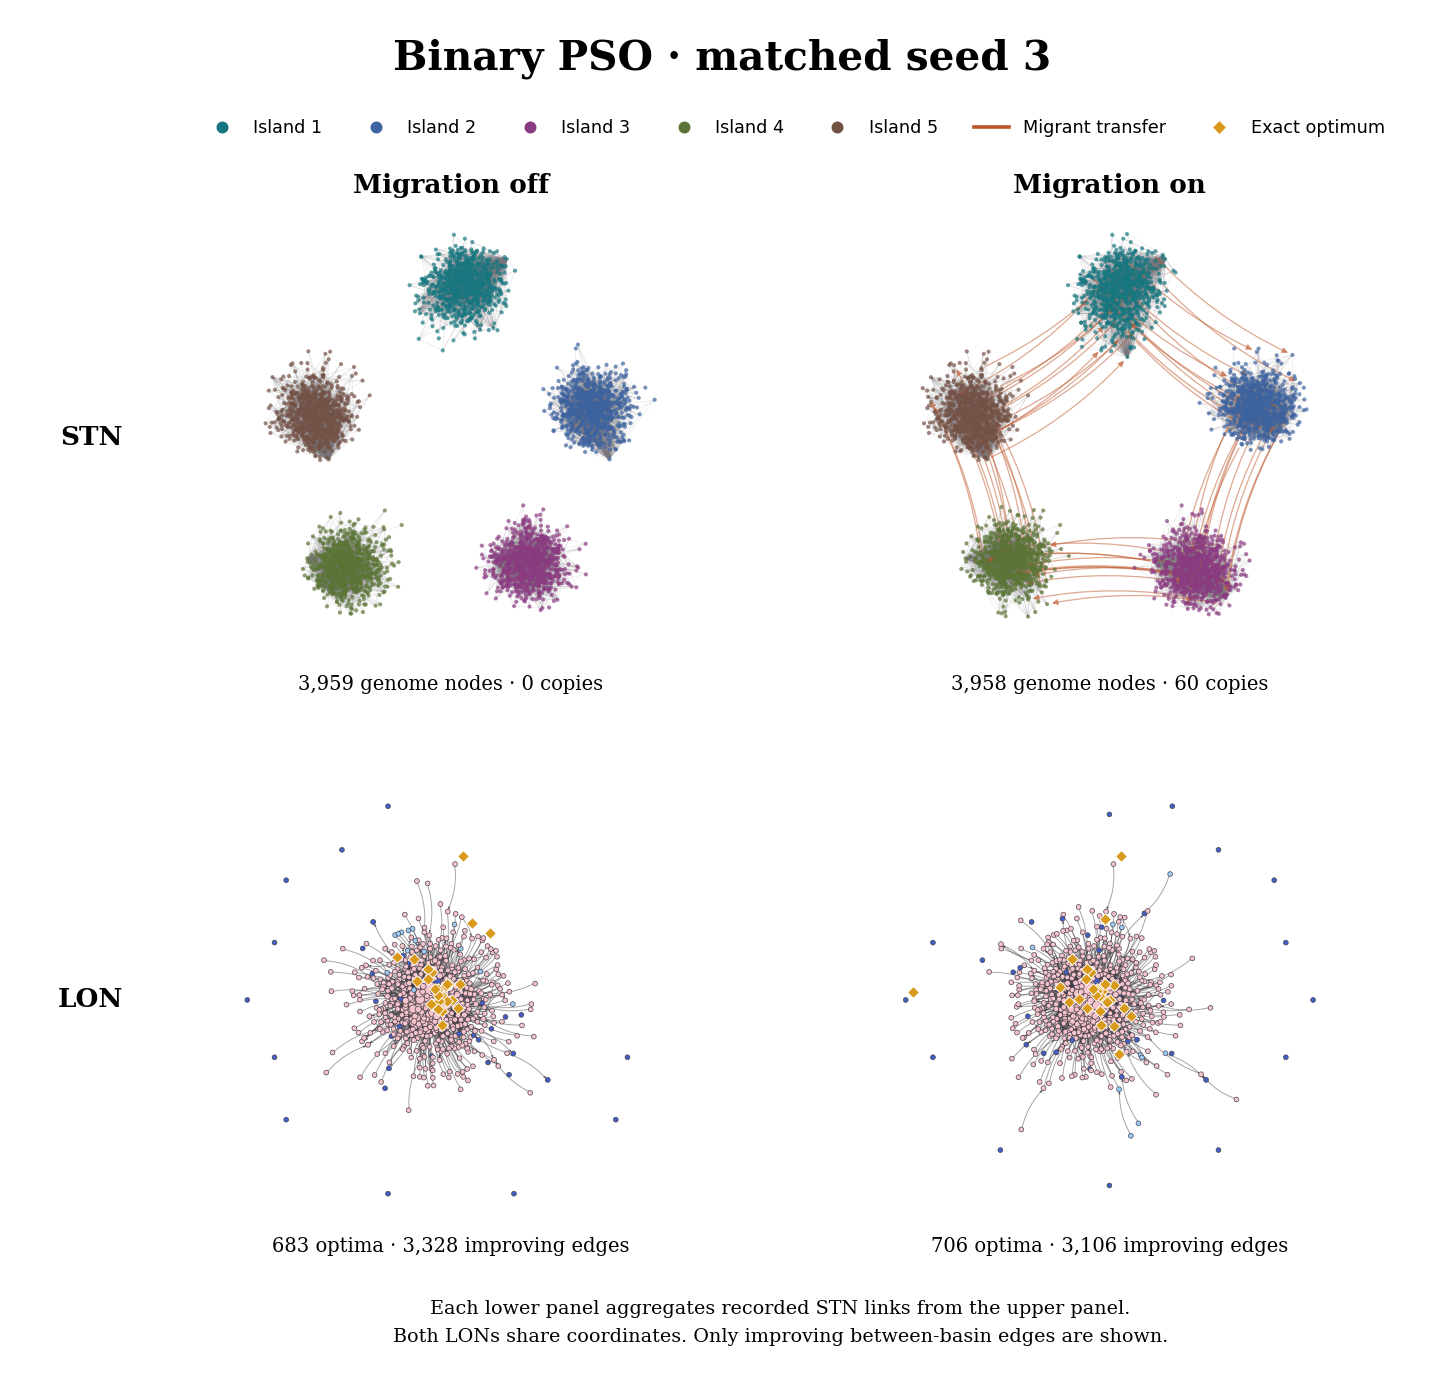 Binary PSO · matched seed 3
Island 1 Island 2 Island 3 Island 4 Island 5 Migrant transfer Exact optimum
Migration off Migration on
STN
3,959 genome nodes · 0 copies 3,958 genome nodes · 60 copies
LON
683 optima · 3,328 improving edges 706 optima · 3,106 improving edges
Each lower panel aggregates recorded STN links from the upper panel.
Both LONs share coordinates. Only improving between-basin edges are shown.